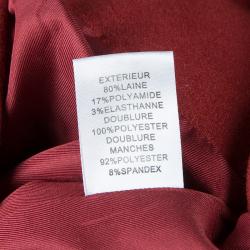 EXTERIEUR
80%LAINE
17%POLYAMIDE
3%ELASTHANNE
DOUBLURE
100%POLYESTER
DOUBLURE
MANCHES
92%POLYESTER
8%SPANDEX